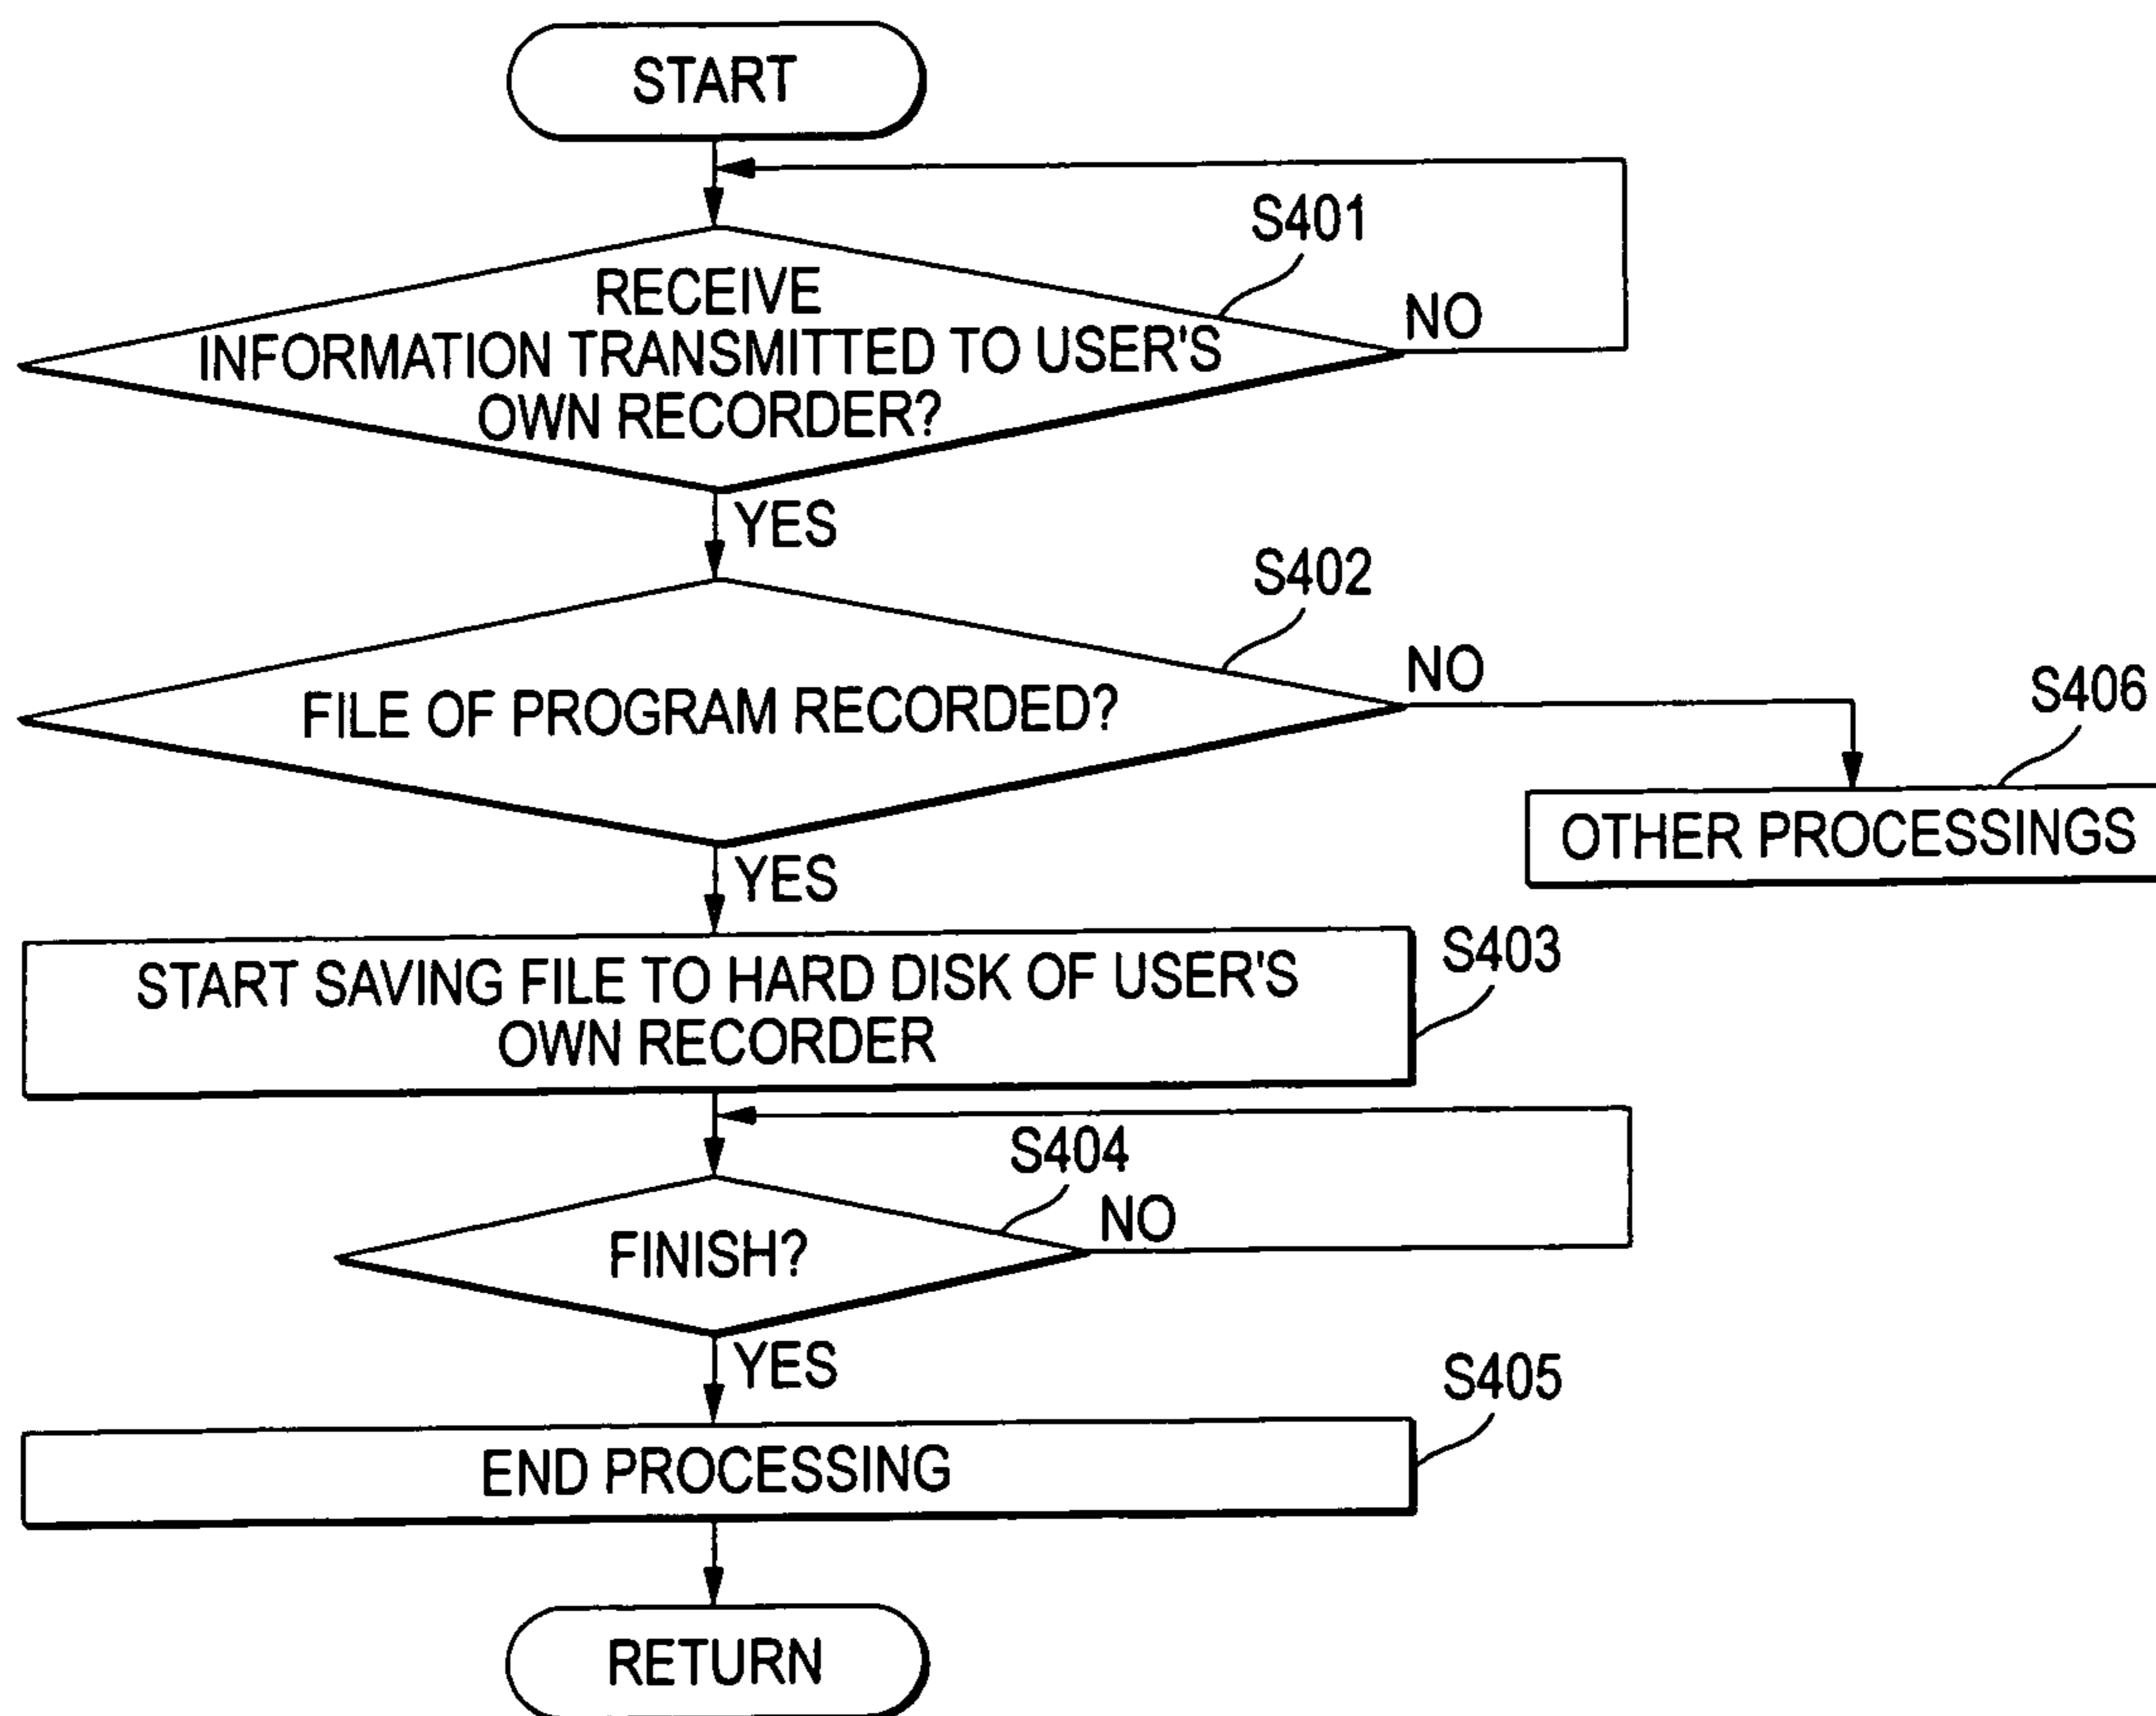 START
S401
RECEIVE
INFORMATION TRANSMITTED TO USER'S
OWN RECORDER?
NO
YES
S402
FILE OF PROGRAM RECORDED?
NO
S406
OTHER PROCESSINGS
YES
S403
START SAVING FILE TO HARD DISK OF USER'S
OWN RECORDER
S404
FINISH?
NO
YES
S405
END PROCESSING
RETURN